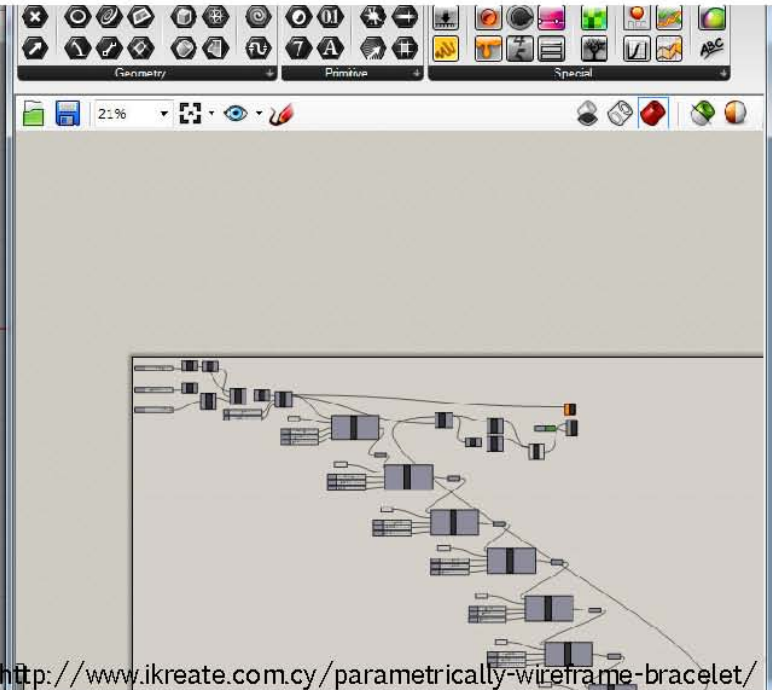 Geometry
Primitive
Special
ABC
21%
http://www.ikreate.com.cy/parametrically-wireframe-bracelet/